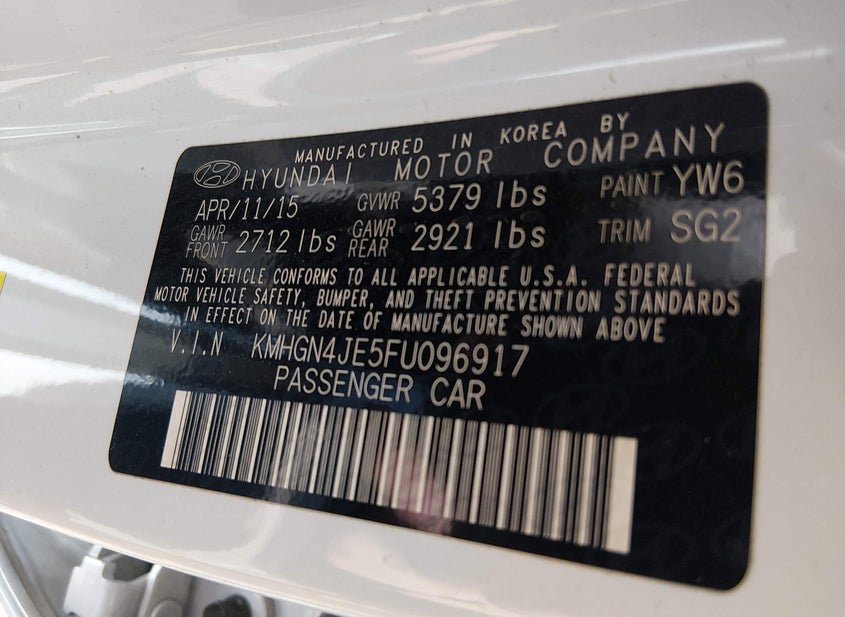 MANUFACTURED IN KOREA BY
HYUNDAI MOTOR COMPANY
APR/11/15 GVWR 5379 lbs PAINT YW6
GAWR FRONT 2712 lbs GAWR REAR 2921 lbs TRIM SG2
THIS VEHICLE CONFORMS TO ALL APPLICABLE U.S.A. FEDERAL
MOTOR VEHICLE SAFETY, BUMPER, AND THEFT PREVENTION STANDARDS
IN EFFECT ON THE DATE OF MANUFACTURE SHOWN ABOVE
V.I.N KMHGN4JE5FU096917
PASSENGER CAR